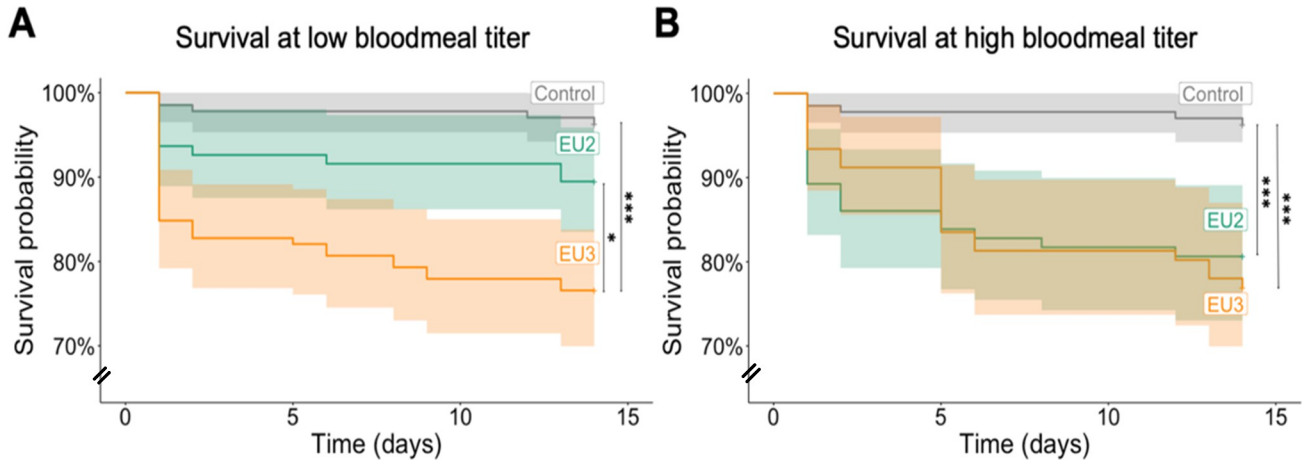 A
Survival at low bloodmeal titer
Survival probability
100%
90%
80%
70%
Control
EU2
EU3
*
***
0
5
10
15
Time (days)
B
Survival at high bloodmeal titer
Survival probability
100%
90%
80%
70%
Control
EU2
EU3
***
***
0
5
10
15
Time (days)